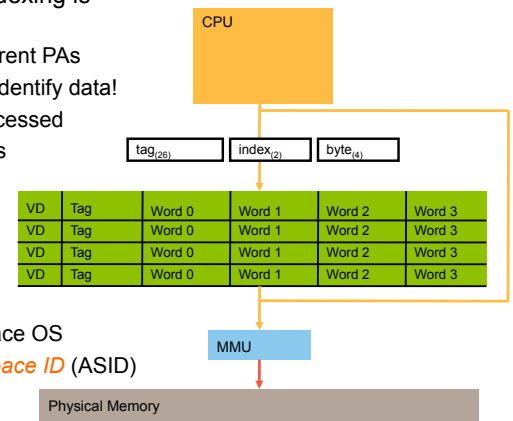 dexing is
CPU
rent PAs
dentify data!
cessed
s
tag(26) index(2) byte(4)
VD Tag Word 0 Word 1 Word 2 Word 3
VD Tag Word 0 Word 1 Word 2 Word 3
VD Tag Word 0 Word 1 Word 2 Word 3
VD Tag Word 0 Word 1 Word 2 Word 3
ace OS
MMU
pace ID (ASID)
Physical Memory